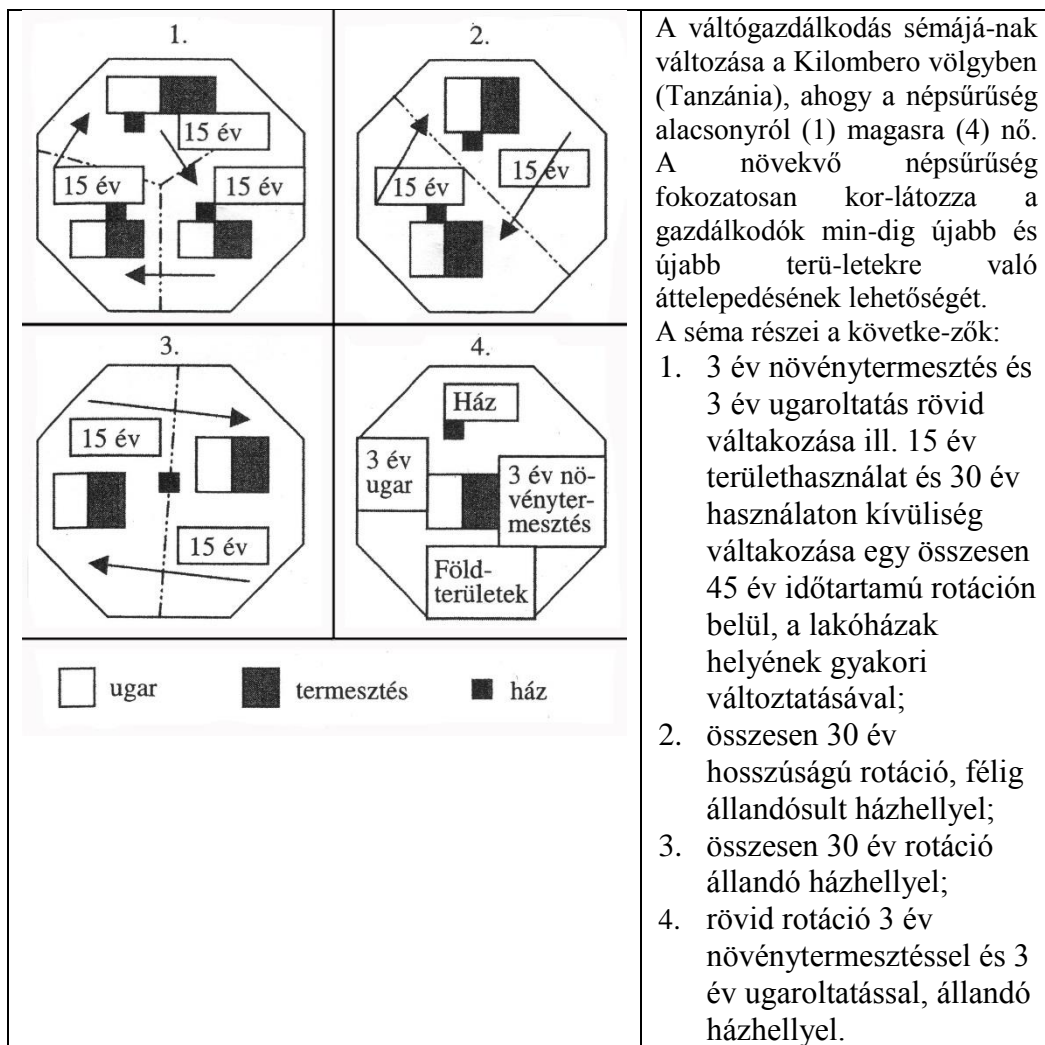 1.
15 év
15 év
15 év
2.
15 év
15 év
3.
15 év
15 év
4.
Ház
3 év
ugar
3 év nö-
vényter-
mesztés
Föld-
területek
ugar
termesztés
ház
A váltógazdálkodás sémájá-nak
változása a Kilombero völgyben
(Tanzánia), ahogy a népsűrűség
alacsonyról (1) magasra (4) nő.
A növekvő népsűrűség
fokozatosan kor-látozza a
gazdálkodók min-dig újabb és
újabb terü-letekre való
áttelepedésének lehetőségét.
A séma részei a követke-zők:
1. 3 év növénytermesztés és
3 év ugaroltatás rövid
váltakozása ill. 15 év
területhasználat és 30 év
használaton kívüliség
váltakozása egy összesen
45 év időtartamú rotáción
belül, a lakóházak
helyének gyakori
változtatásával;
2. összesen 30 év
hosszúságú rotáció, félig
állandósult házhellyel;
3. összesen 30 év rotáció
állandó házhellyel;
4. rövid rotáció 3 év
növénytermesztéssel és 3
év ugaroltatással, állandó
házhellyel.